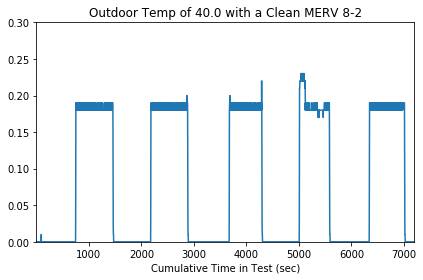 Outdoor Temp of 40.0 with a Clean MERV 8-2
0.30
0.25
0.20
0.15
0.10
0.05
0.00
1000 2000 3000 4000 5000 6000 7000
Cumulative Time in Test (sec)